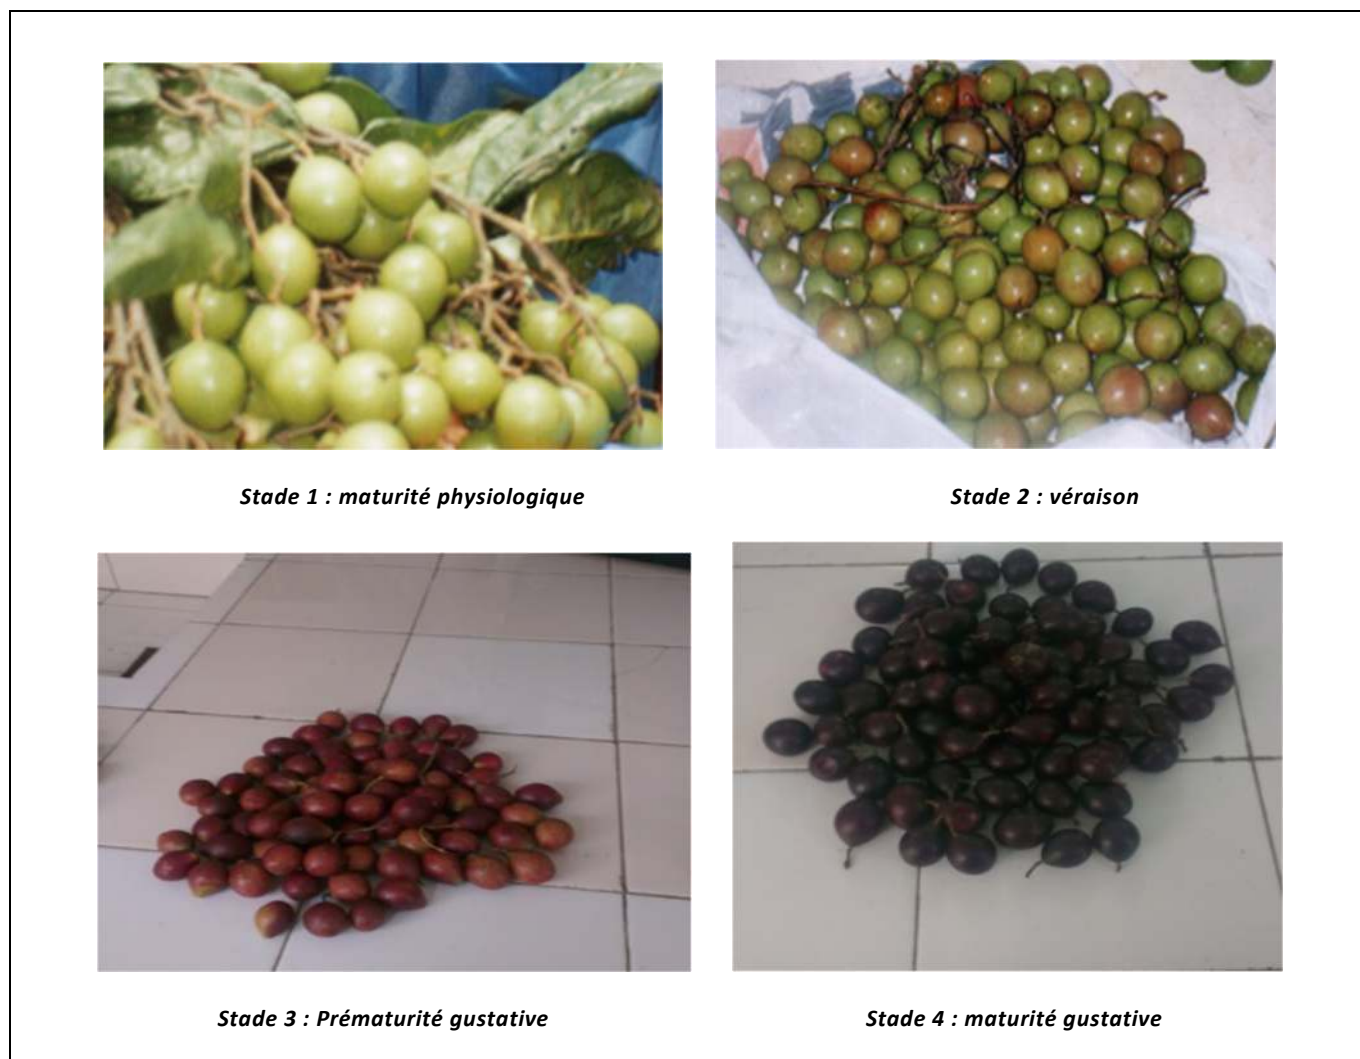 Stade 1 : maturité physiologique
Stade 2 : véraison
Stade 3 : Prématurité gustative
Stade 4 : maturité gustative